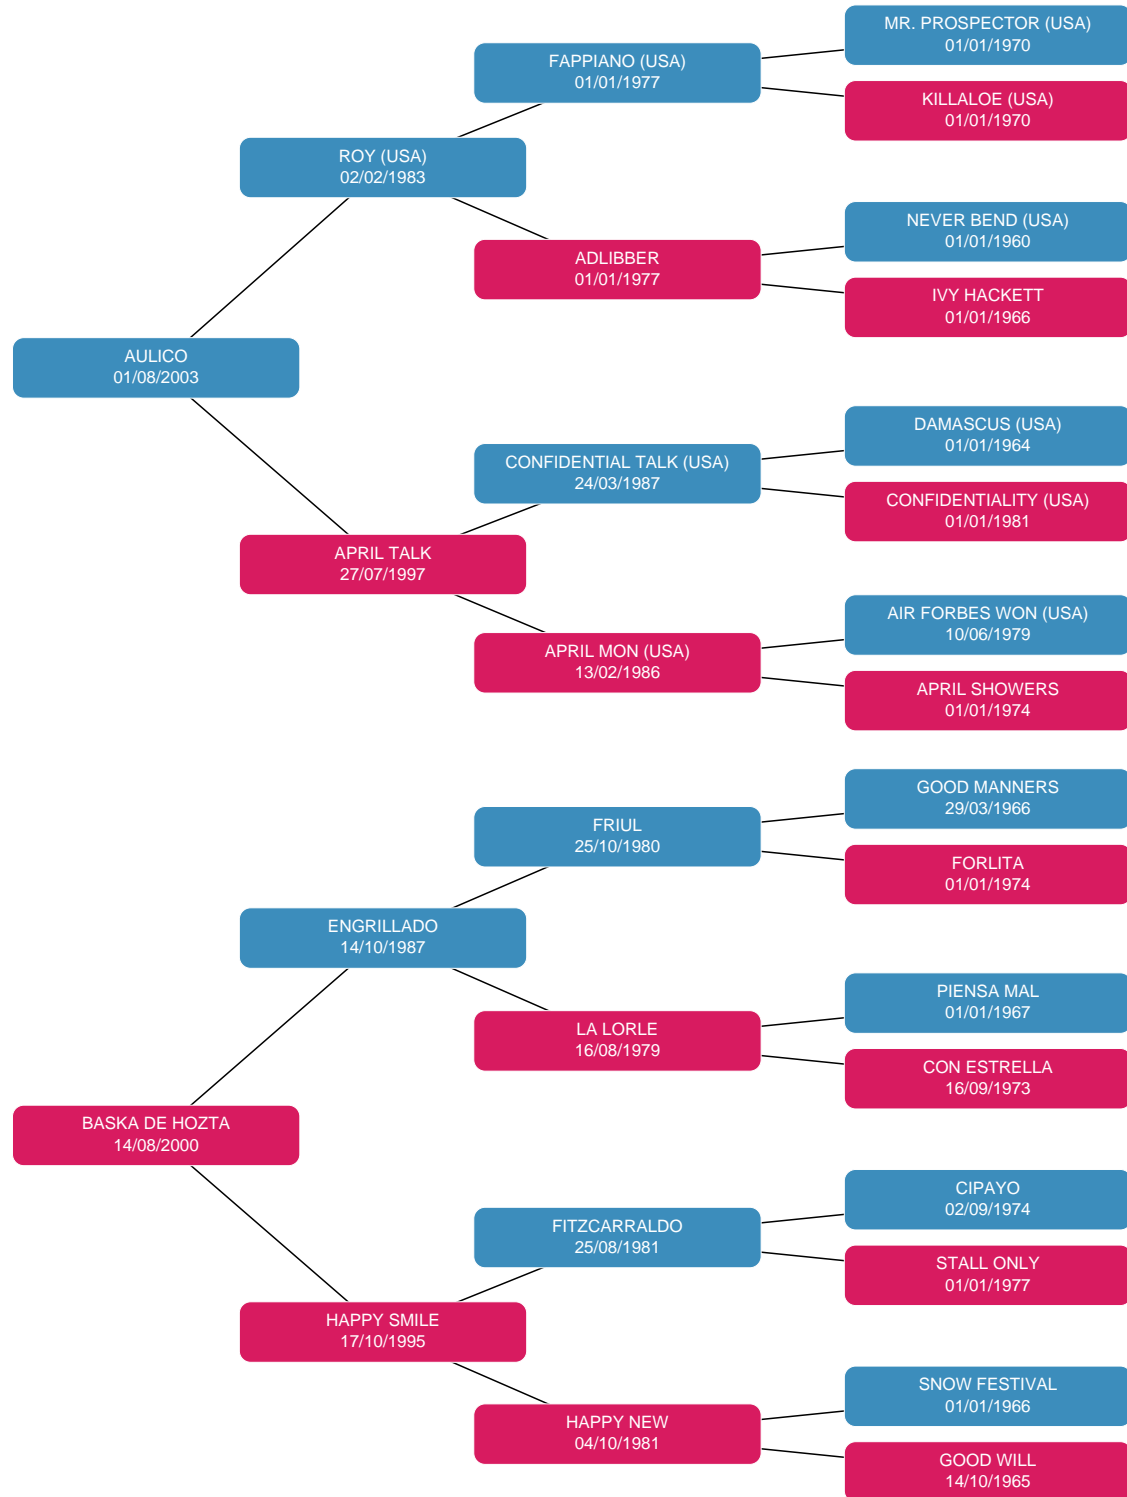 MR. PROSPECTOR (USA)
01/01/1970
FAPPIANO (USA)
01/01/1977
KILLALOE (USA)
01/01/1970
ROY (USA)
02/02/1983
NEVER BEND (USA)
01/01/1960
ADLIBBER
01/01/1977
IVY HACKETT
01/01/1966
AULICO
01/08/2003
DAMASCUS (USA)
01/01/1964
CONFIDENTIAL TALK (USA)
24/03/1987
CONFIDENTIALITY (USA)
01/01/1981
APRIL TALK
27/07/1997
AIR FORBES WON (USA)
10/06/1979
APRIL MON (USA)
13/02/1986
APRIL SHOWERS
01/01/1974
GOOD MANNERS
29/03/1966
FRIUL
25/10/1980
FORLITA
01/01/1974
ENGRILLADO
14/10/1987
PIENSA MAL
01/01/1967
LA LORLE
16/08/1979
CON ESTRELLA
16/09/1973
BASKA DE HOZTA
14/08/2000
CIPAYO
02/09/1974
FITZCARRALDO
25/08/1981
STALL ONLY
01/01/1977
HAPPY SMILE
17/10/1995
SNOW FESTIVAL
01/01/1966
HAPPY NEW
04/10/1981
GOOD WILL
14/10/1965